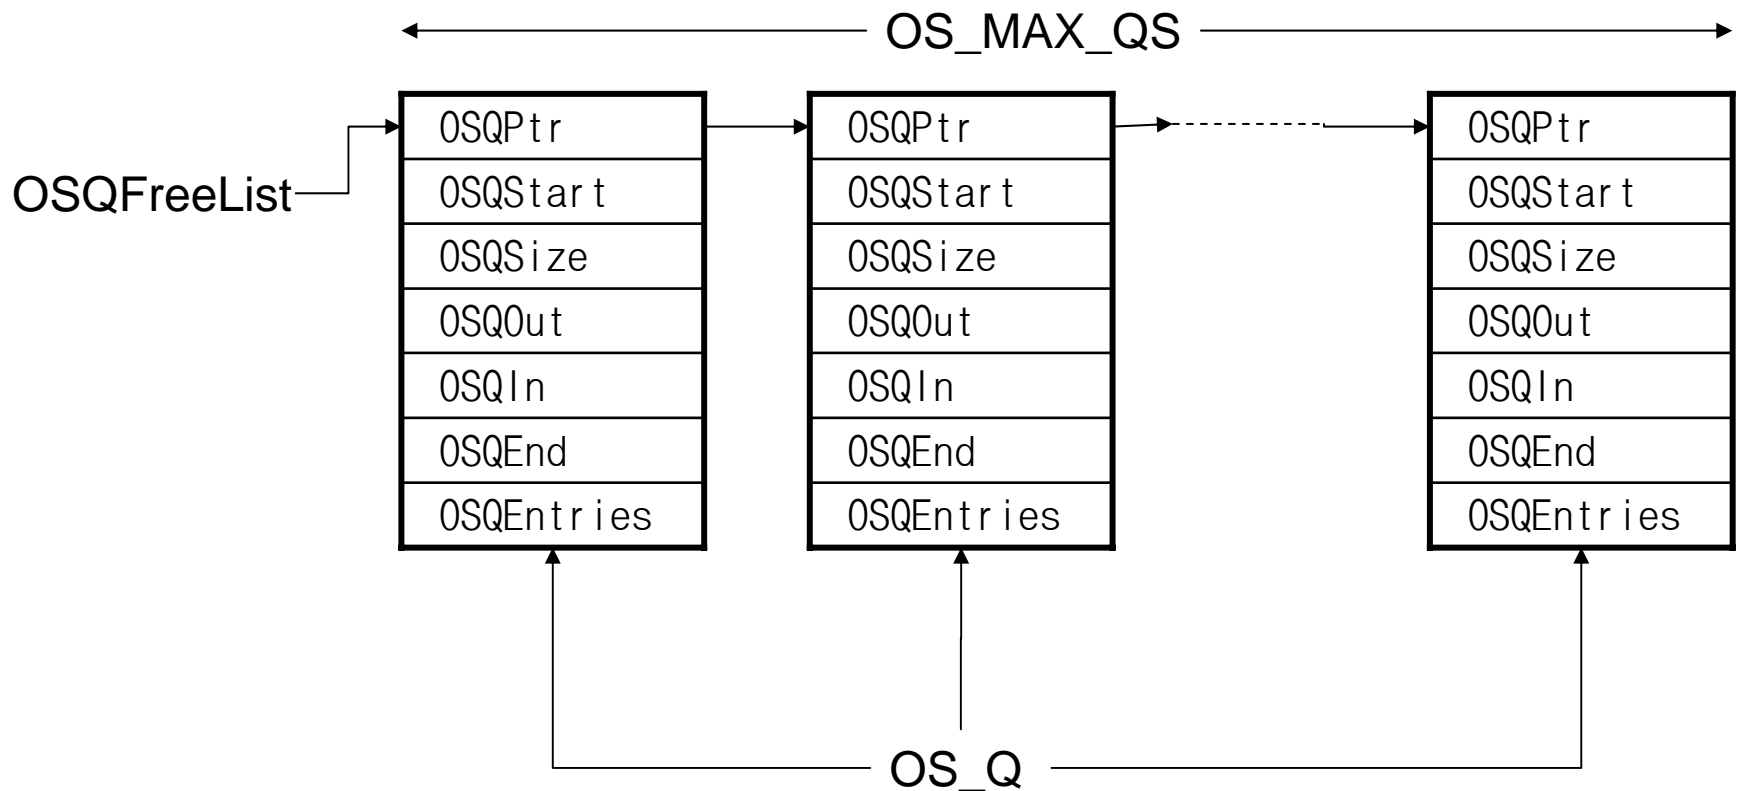 OS_MAX_QS
OSQFreeList
OSQPtr
OSQStart
OSQSize
OSQOut
OSQIn
OSQEnd
OSQEntries
OSQPtr
OSQStart
OSQSize
OSQOut
OSQIn
OSQEnd
OSQEntries
OSQPtr
OSQStart
OSQSize
OSQOut
OSQIn
OSQEnd
OSQEntries
OS_Q